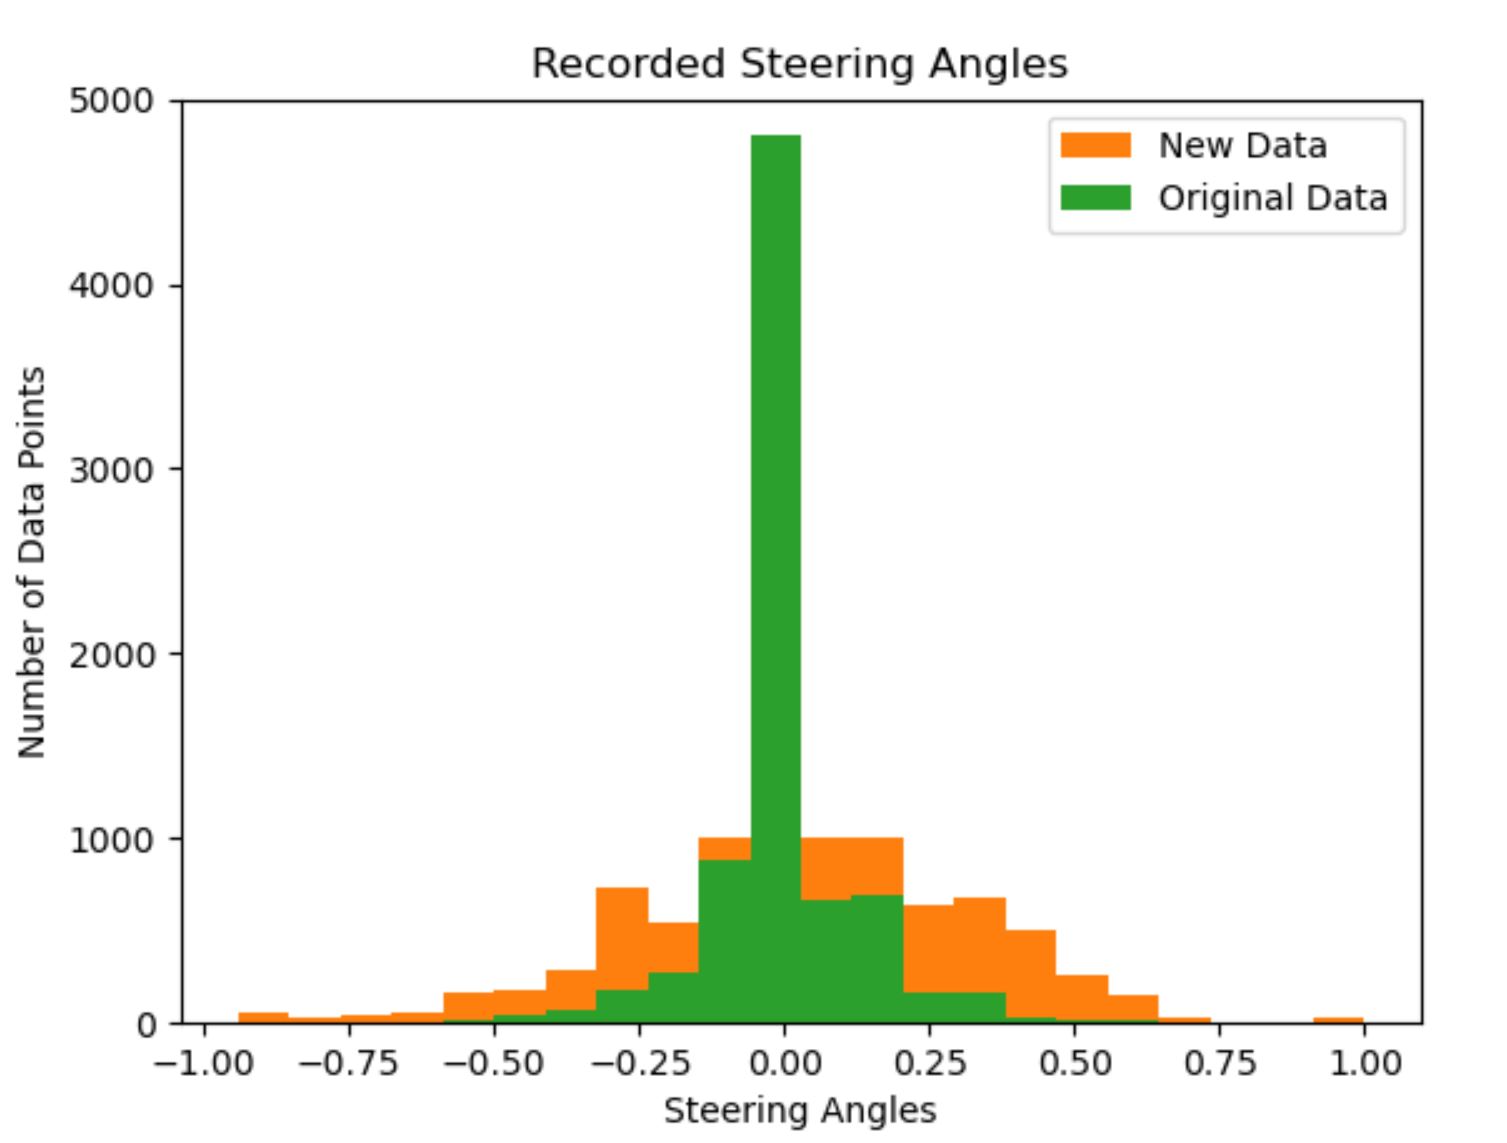 Recorded Steering Angles
New Data
Original Data
5000
4000
3000
2000
1000
0
Number of Data Points
−1.00 −0.75 −0.50 −0.25 0.00 0.25 0.50 0.75 1.00
Steering Angles